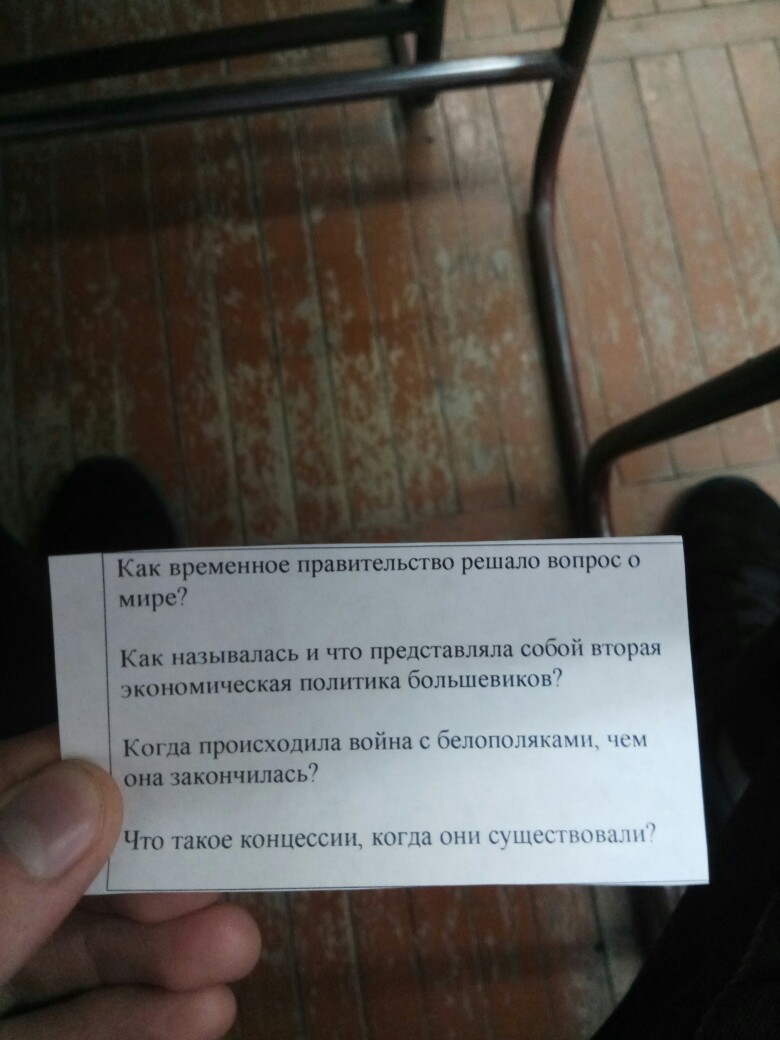 Как временное правительство решало вопрос о
мире?
Как называлась и что представляла собой вторая
экономическая политика большевиков?
Когда происходила война с белополяками, чем
она закончилась?
Что такое концессии, когда они существовали?